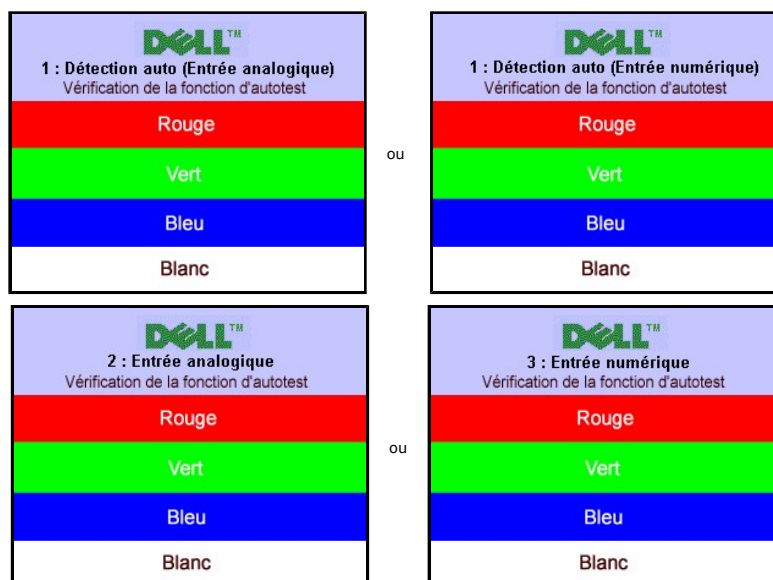 DELL™
1 : Détection auto (Entrée analogique)
Vérification de la fonction d'autotest
Rouge
Vert
Bleu
Blanc
ou
DELL™
1 : Détection auto (Entrée numérique)
Vérification de la fonction d'autotest
Rouge
Vert
Bleu
Blanc
DELL™
2 : Entrée analogique
Vérification de la fonction d'autotest
Rouge
Vert
Bleu
Blanc
ou
DELL™
3 : Entrée numérique
Vérification de la fonction d'autotest
Rouge
Vert
Bleu
Blanc